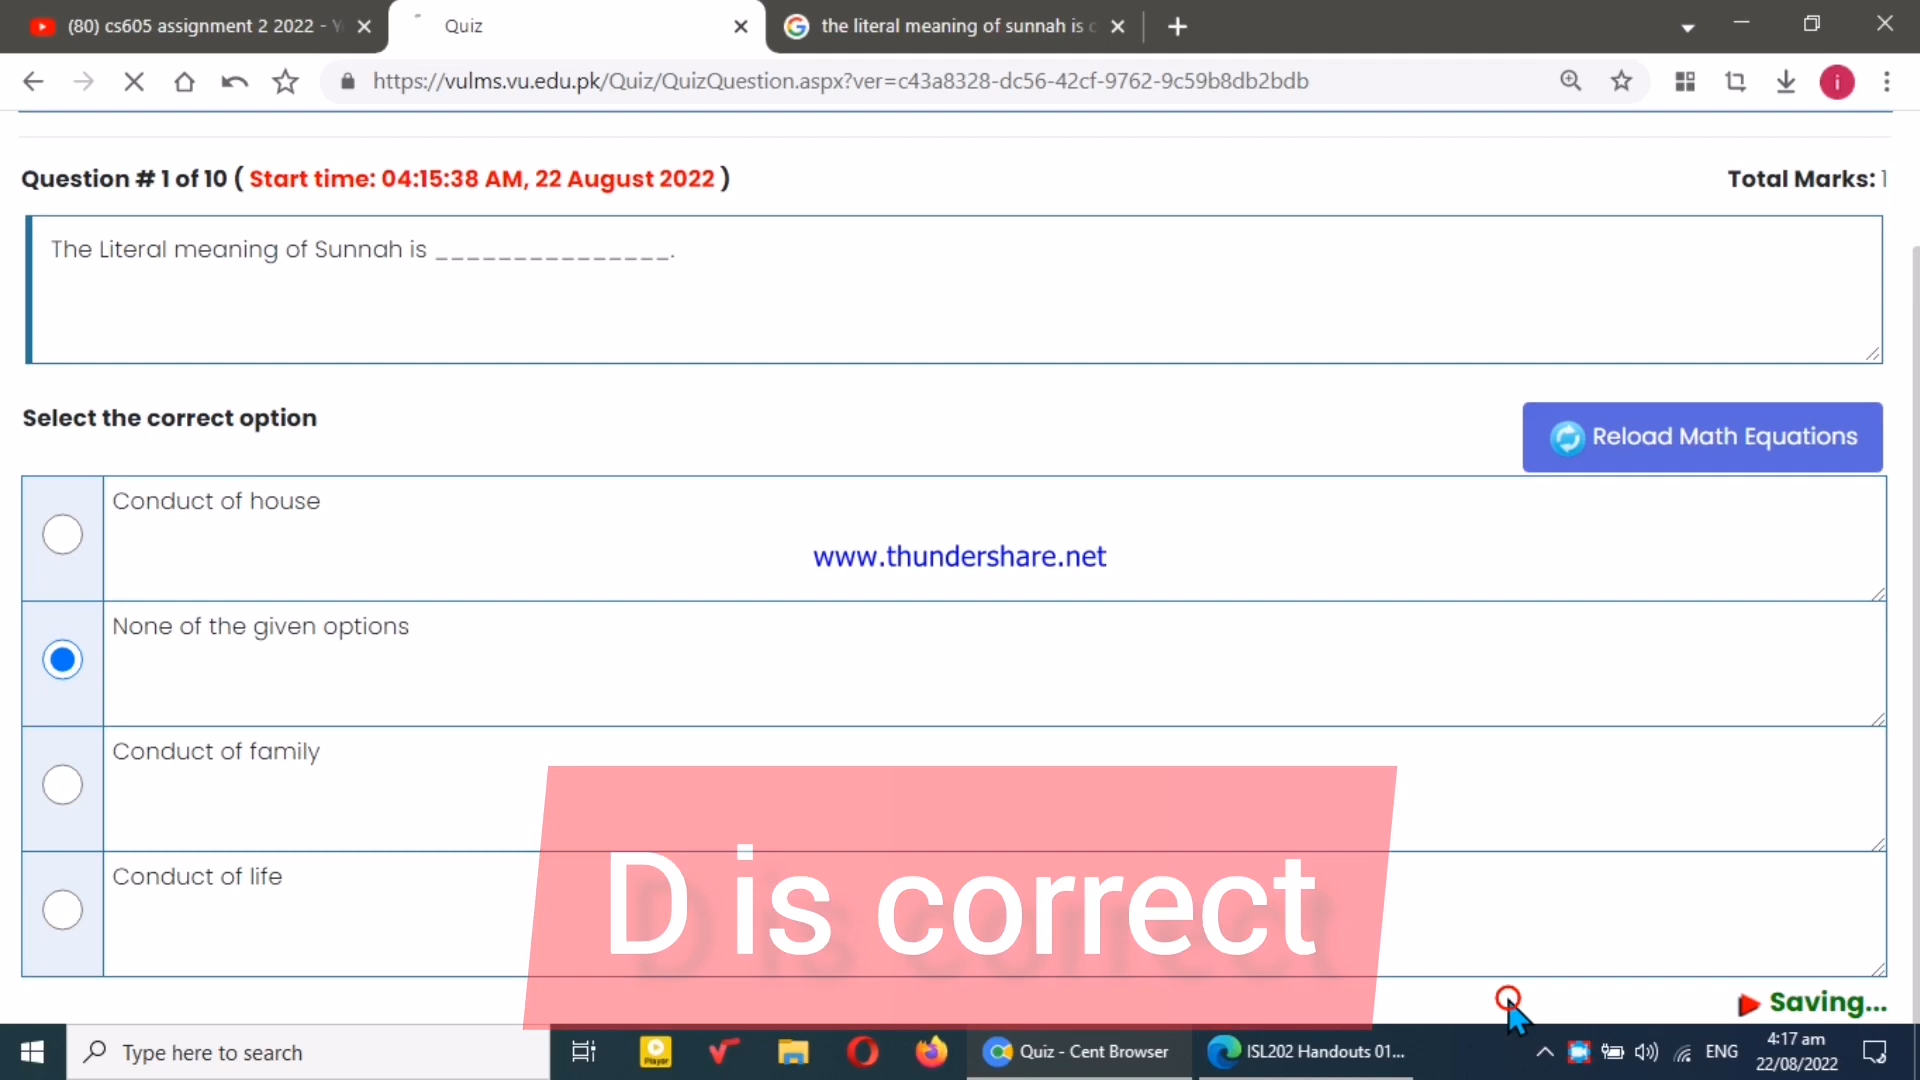 (80) cs605 assignment 2 2022 -
Quiz
the literal meaning of sunnah is
https://vulms.vu.edu.pk/Quiz/QuizQuestion.aspx?ver=c43a8328-dc56-42cf-9762-9c59b8db2bdb
i
Question # 1 of 10 ( Start time: 04:15:38 AM, 22 August 2022 )
Total Marks: 1
The Literal meaning of Sunnah is _______________.
Select the correct option
Reload Math Equations
Conduct of house
www.thundershare.net
None of the given options
Conduct of family
Conduct of life
D is correct
Saving...
Type here to search
Player
Quiz - Cent Browser
ISL202 Handouts 01...
ENG
4:17 am
22/08/2022